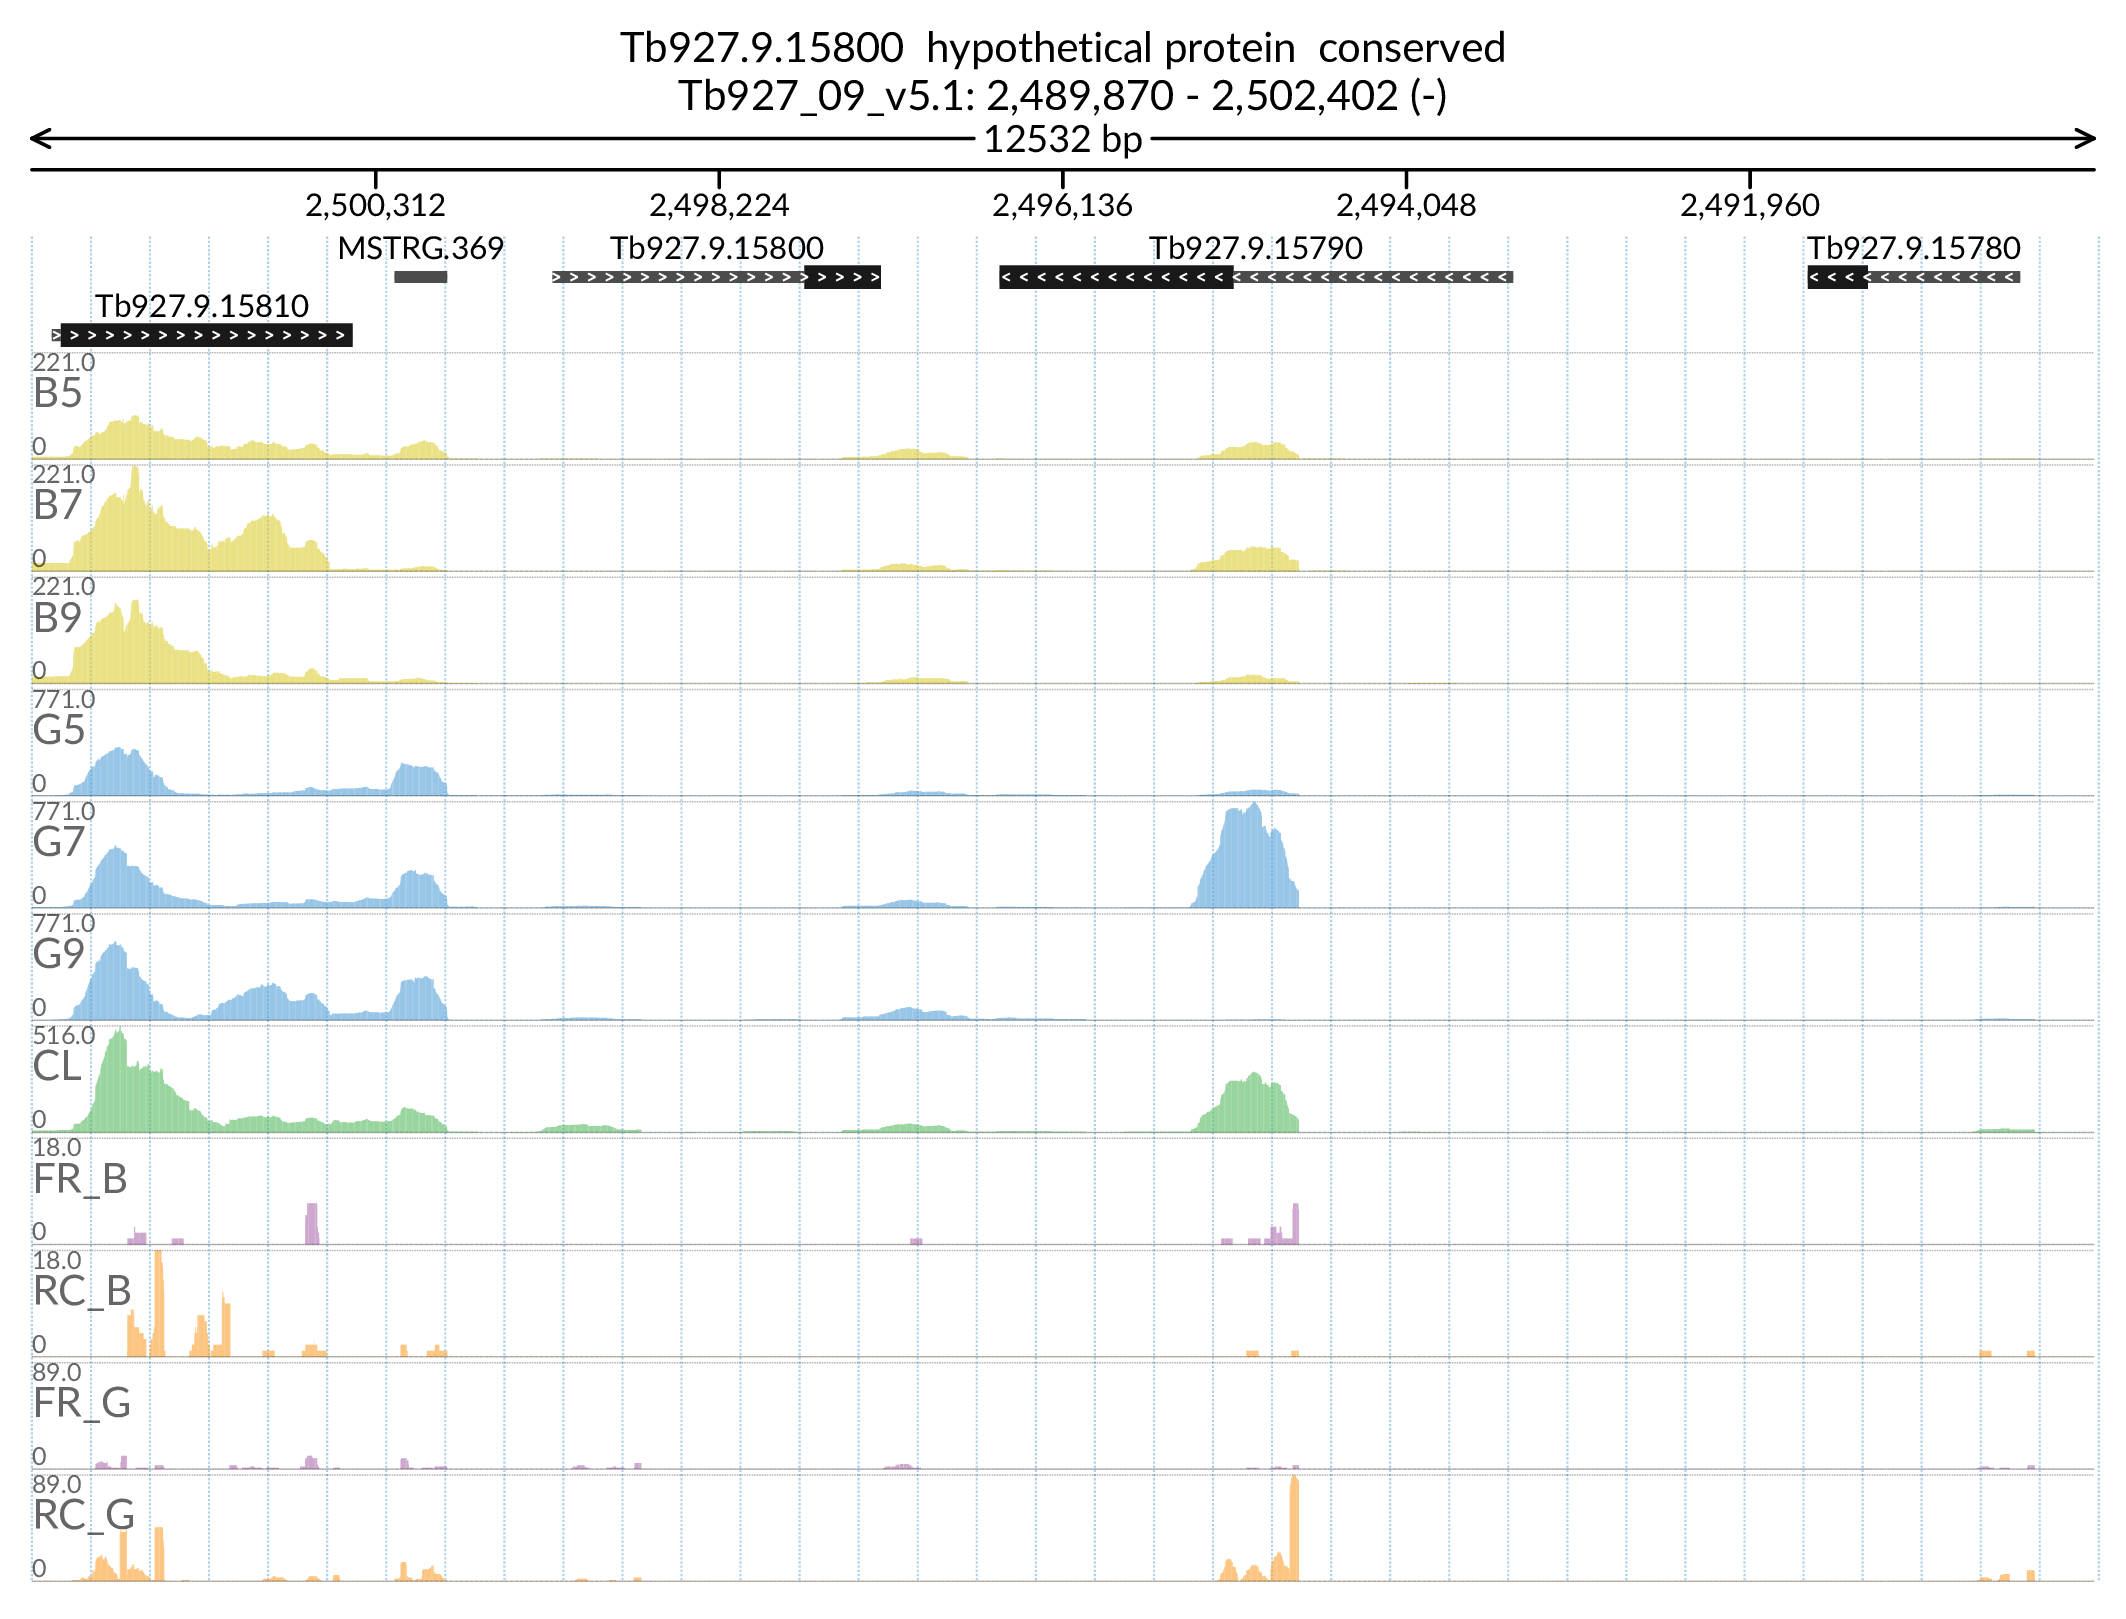 Tb927.9.15800 hypothetical protein conserved
Tb927_09_v5.1: 2,489,870 - 2,502,402 (-)
12532 bp
2,500,312 2,498,224 2,496,136 2,494,048 2,491,960
MSTRG.369 Tb927.9.15800 Tb927.9.15790 Tb927.9.15780
Tb927.9.15810
221.0
B5
0
221.0
B7
0
221.0
B9
0
771.0
G5
0
771.0
G7
0
771.0
G9
0
516.0
CL
0
18.0
FR_B
0
18.0
RC_B
0
89.0
FR_G
0
89.0
RC_G
0